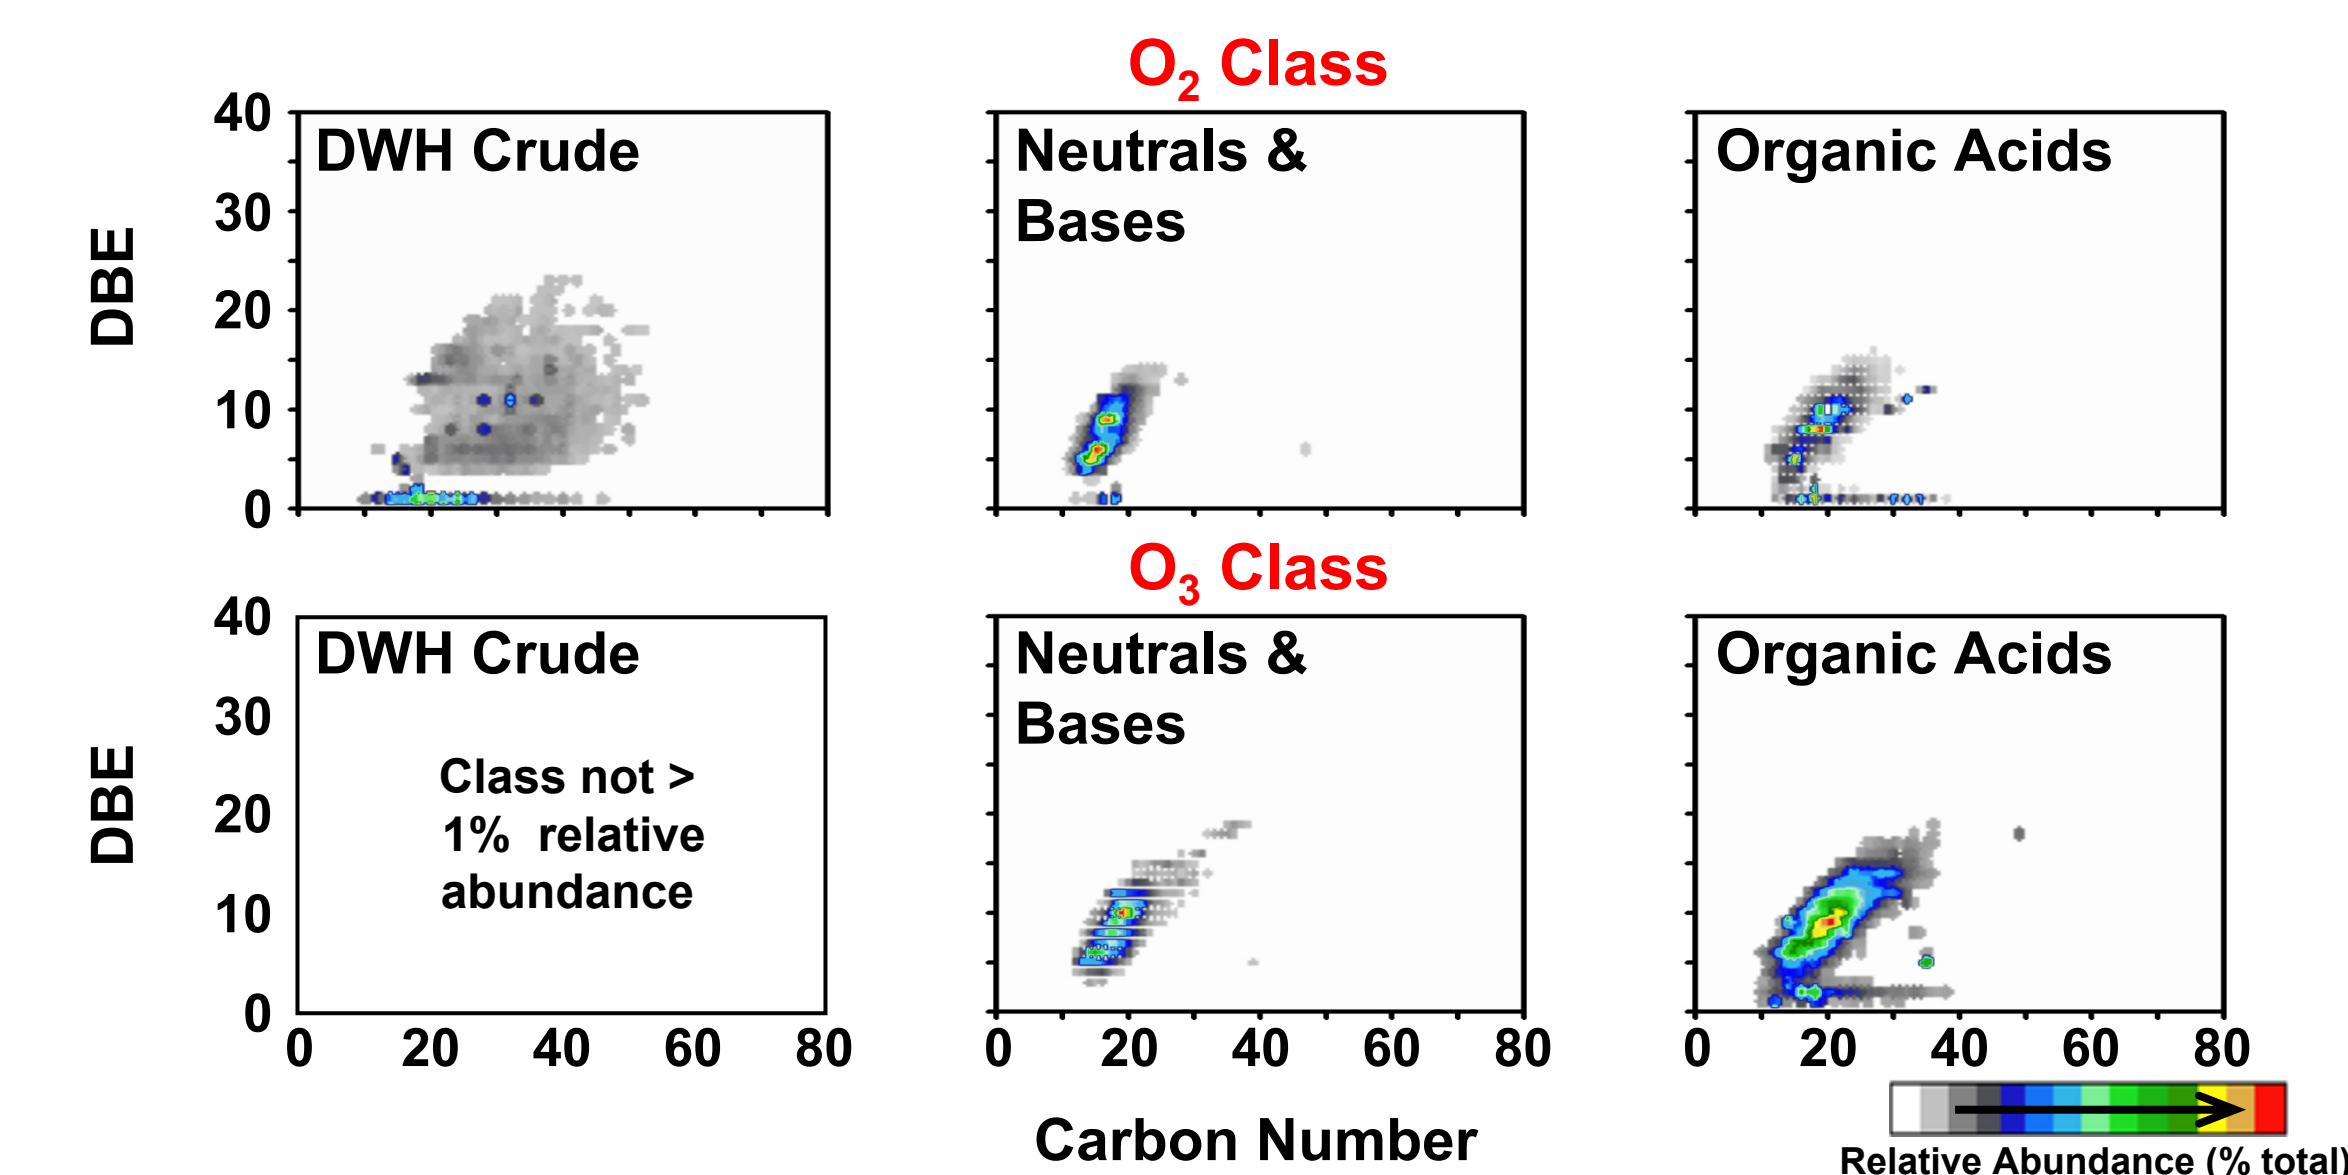 O₂ Class
DBE
40
30
20
10
0
DWH Crude
Neutrals &
Bases
Organic Acids
O₃ Class
DBE
40
30
20
10
0
DWH Crude
Class not >
1% relative
abundance
Neutrals &
Bases
Organic Acids
0 20 40 60 80
0 20 40 60 80
0 20 40 60 80
Carbon Number
Relative Abundance (% total)